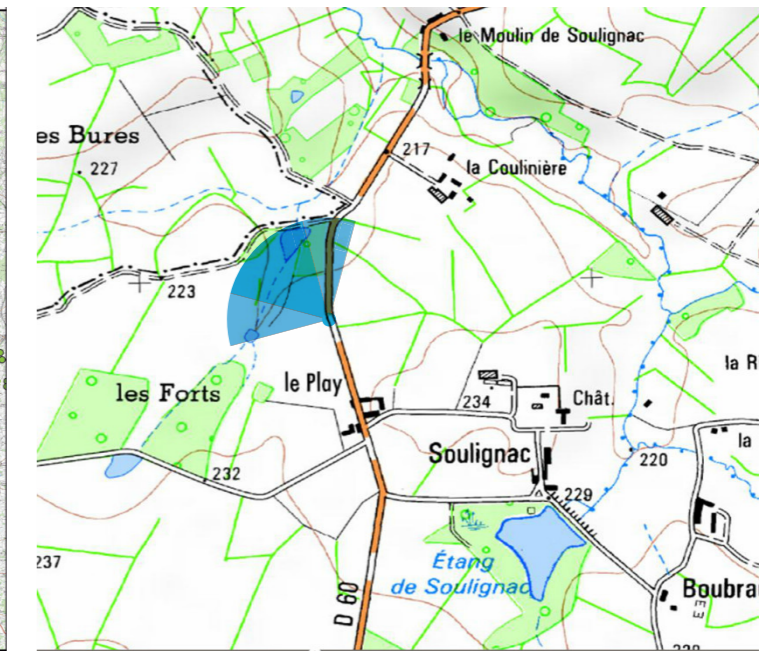 le Moulin de Soulignac
es Bures
217
227
la Coulinière
223
la R
le Play
les Forts
234
Chât.
Soulignac
la
220
232
229
237
Étang
de Soulignac
Boubra
D 60